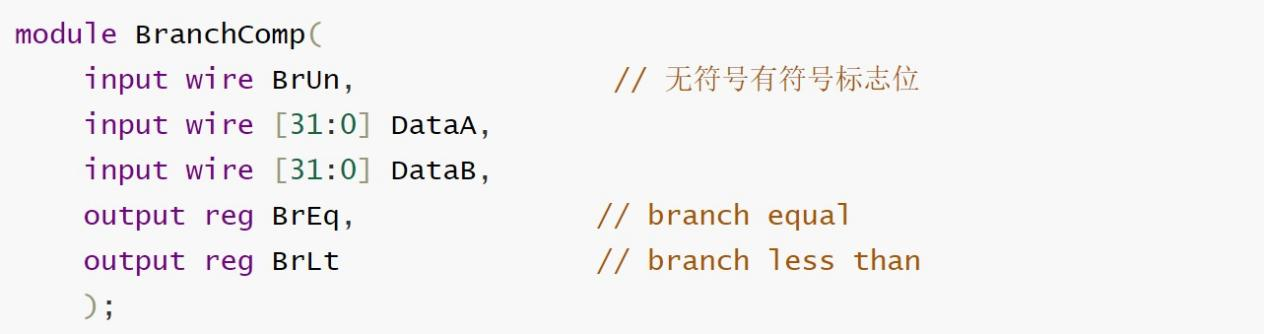 module BranchComp(
    input wire BrUn,                // 无符号有符号标志位
    input wire [31:0] DataA,
    input wire [31:0] DataB,
    output reg BrEq,               // branch equal
    output reg BrLt                // branch less than
    );